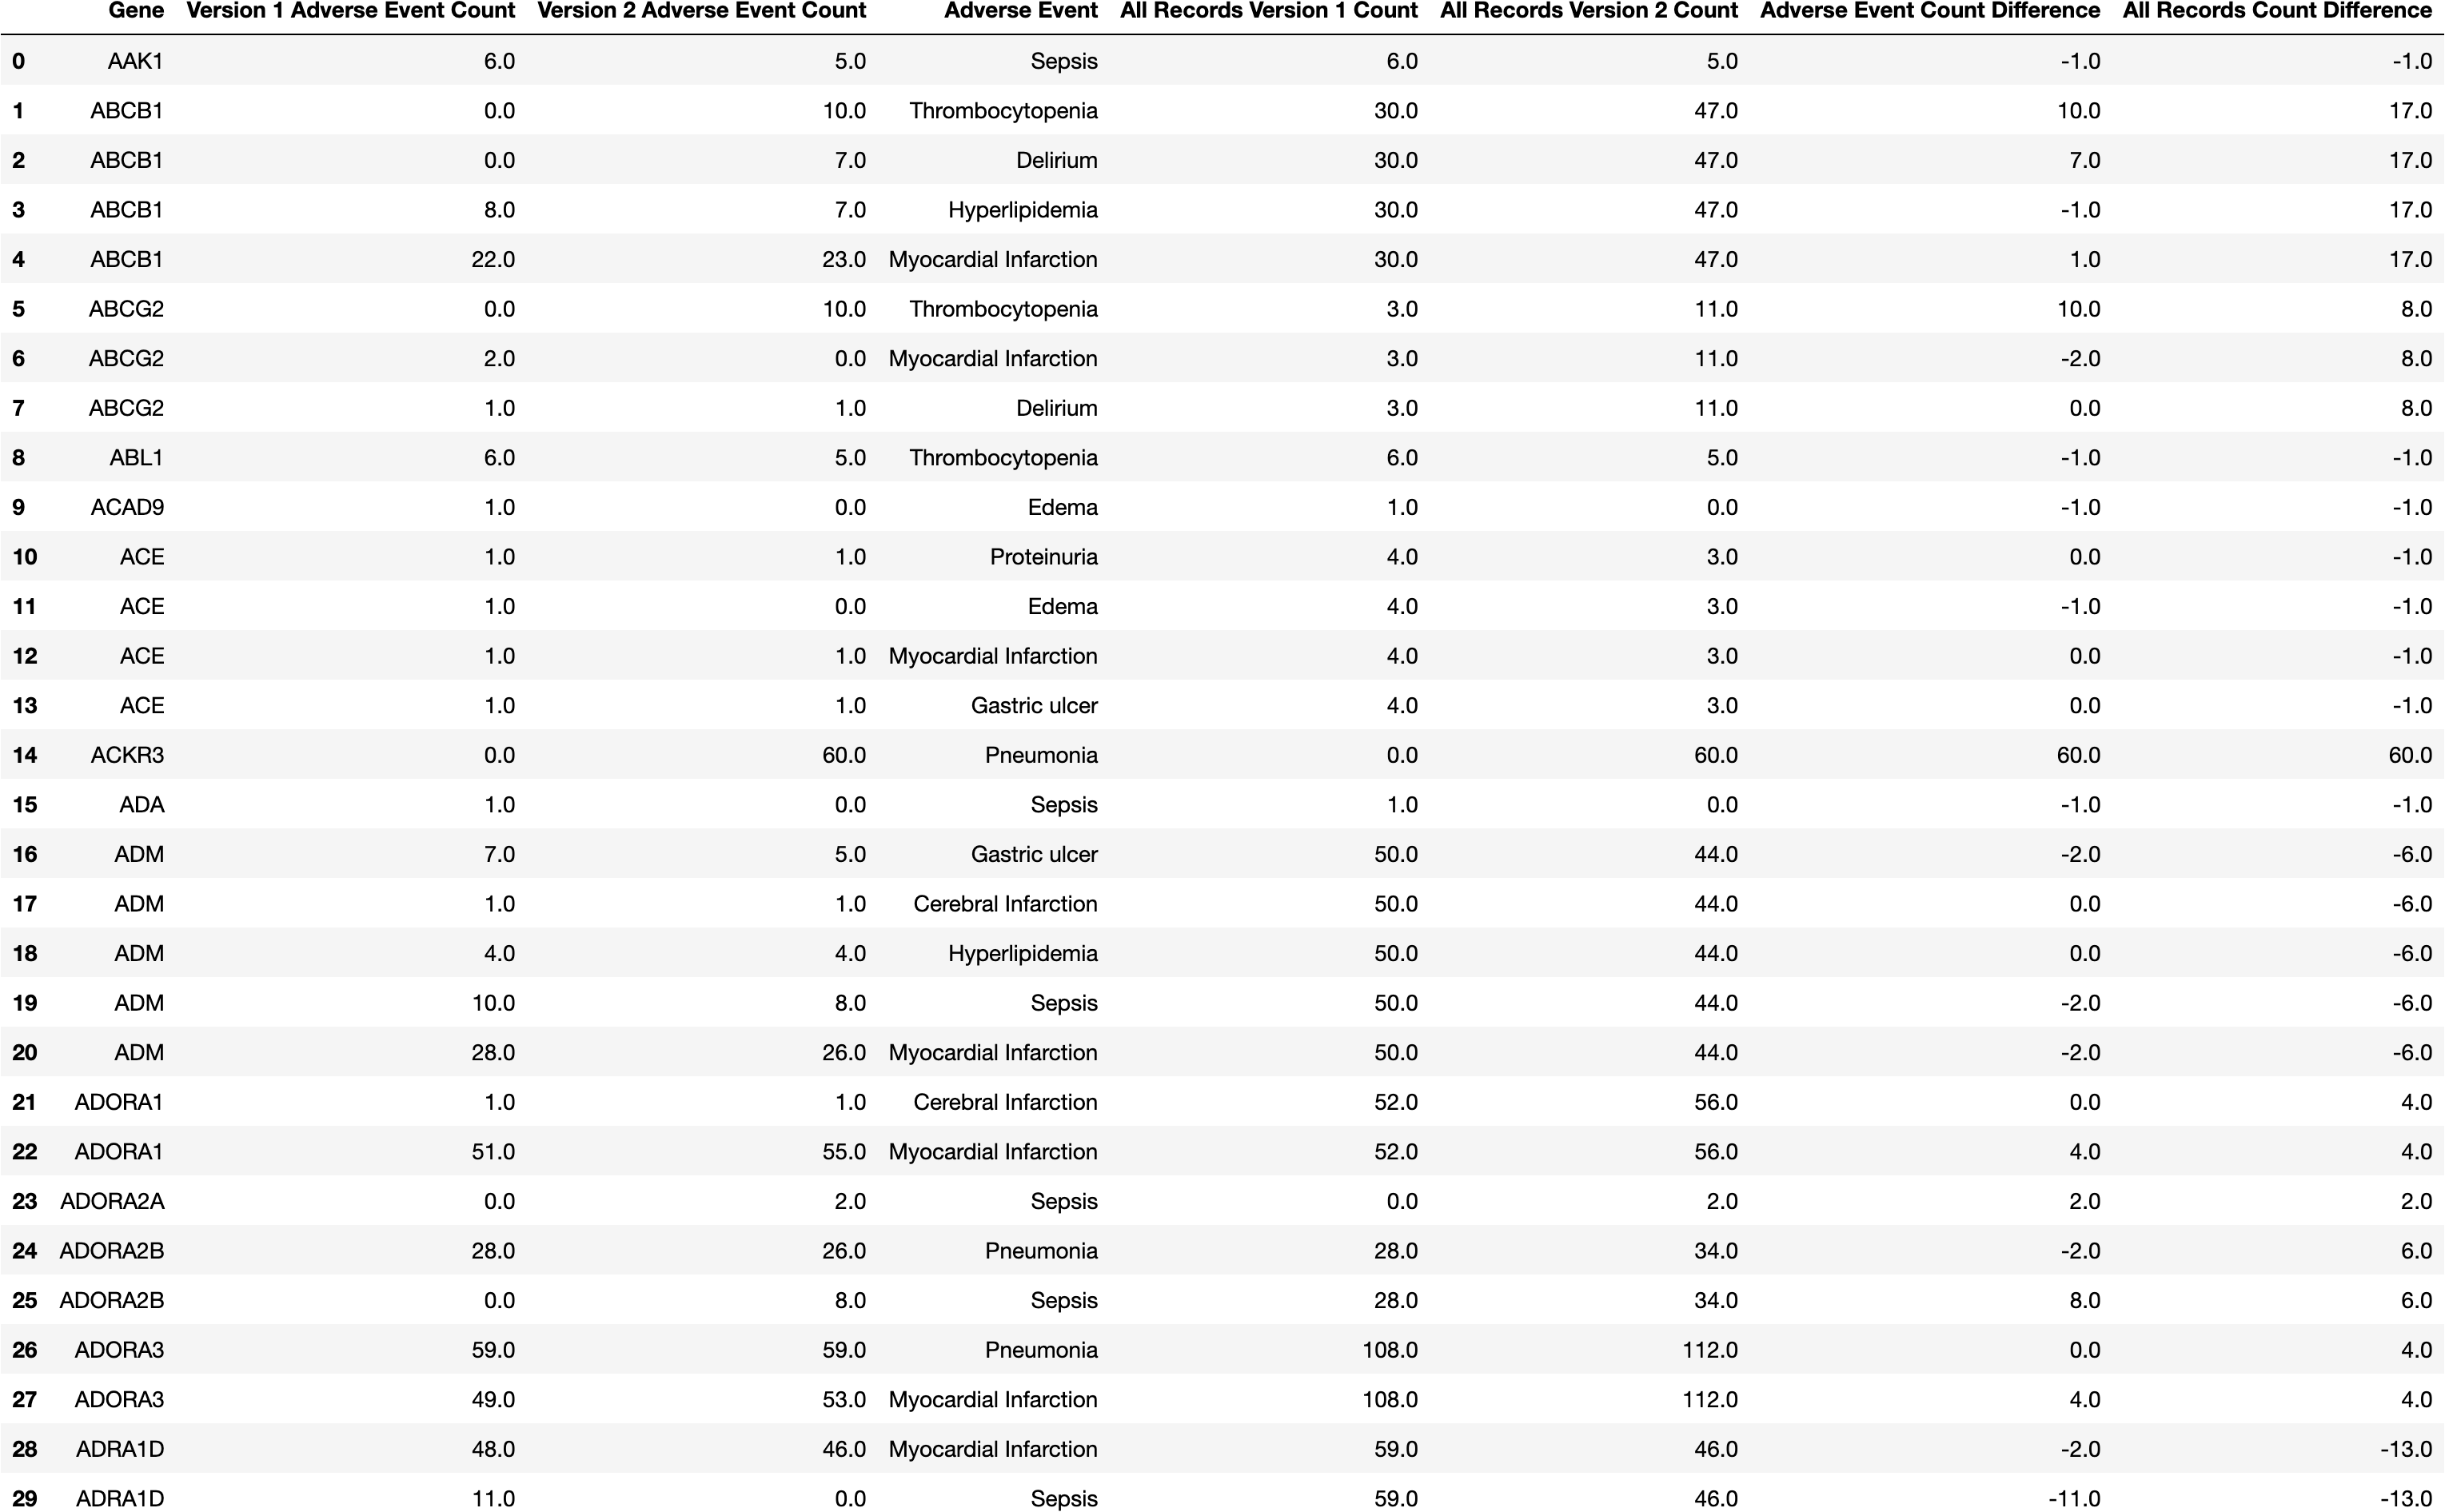 Gene Version 1 Adverse Event Count Version 2 Adverse Event Count Adverse Event All Records Version 1 Count All Records Version 2 Count Adverse Event Count Difference All Records Count Difference
0 AAK1 6.0 5.0 Sepsis 6.0 5.0 -1.0 -1.0
1 ABCB1 0.0 10.0 Thrombocytopenia 30.0 47.0 10.0 17.0
2 ABCB1 0.0 7.0 Delirium 30.0 47.0 7.0 17.0
3 ABCB1 8.0 7.0 Hyperlipidemia 30.0 47.0 -1.0 17.0
4 ABCB1 22.0 23.0 Myocardial Infarction 30.0 47.0 1.0 17.0
5 ABCG2 0.0 10.0 Thrombocytopenia 3.0 11.0 10.0 8.0
6 ABCG2 2.0 0.0 Myocardial Infarction 3.0 11.0 -2.0 8.0
7 ABCG2 1.0 1.0 Delirium 3.0 11.0 0.0 8.0
8 ABL1 6.0 5.0 Thrombocytopenia 6.0 5.0 -1.0 -1.0
9 ACAD9 1.0 0.0 Edema 1.0 0.0 -1.0 -1.0
10 ACE 1.0 1.0 Proteinuria 4.0 3.0 0.0 -1.0
11 ACE 1.0 0.0 Edema 4.0 3.0 -1.0 -1.0
12 ACE 1.0 1.0 Myocardial Infarction 4.0 3.0 0.0 -1.0
13 ACE 1.0 1.0 Gastric ulcer 4.0 3.0 0.0 -1.0
14 ACKR3 0.0 60.0 Pneumonia 0.0 60.0 60.0 60.0
15 ADA 1.0 0.0 Sepsis 1.0 0.0 -1.0 -1.0
16 ADM 7.0 5.0 Gastric ulcer 50.0 44.0 -2.0 -6.0
17 ADM 1.0 1.0 Cerebral Infarction 50.0 44.0 0.0 -6.0
18 ADM 4.0 4.0 Hyperlipidemia 50.0 44.0 0.0 -6.0
19 ADM 10.0 8.0 Sepsis 50.0 44.0 -2.0 -6.0
20 ADM 28.0 26.0 Myocardial Infarction 50.0 44.0 -2.0 -6.0
21 ADORA1 1.0 1.0 Cerebral Infarction 52.0 56.0 0.0 4.0
22 ADORA1 51.0 55.0 Myocardial Infarction 52.0 56.0 4.0 4.0
23 ADORA2A 0.0 2.0 Sepsis 0.0 2.0 2.0 2.0
24 ADORA2B 28.0 26.0 Pneumonia 28.0 34.0 -2.0 6.0
25 ADORA2B 0.0 8.0 Sepsis 28.0 34.0 8.0 6.0
26 ADORA3 59.0 59.0 Pneumonia 108.0 112.0 0.0 4.0
27 ADORA3 49.0 53.0 Myocardial Infarction 108.0 112.0 4.0 4.0
28 ADRA1D 48.0 46.0 Myocardial Infarction 59.0 46.0 -2.0 -13.0
29 ADRA1D 11.0 0.0 Sepsis 59.0 46.0 -11.0 -13.0